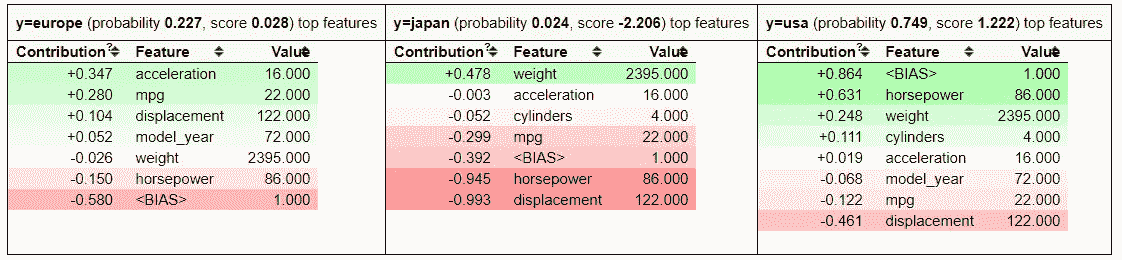 y=europe (probability 0.227, score 0.028) top features
Contribution? Feature Value
+0.347 acceleration 16.000
+0.280 mpg 22.000
+0.104 displacement 122.000
+0.052 model_year 72.000
-0.026 weight 2395.000
-0.150 horsepower 86.000
-0.580 <BIAS> 1.000
y=japan (probability 0.024, score -2.206) top features
Contribution? Feature Value
+0.478 weight 2395.000
-0.003 acceleration 16.000
-0.052 cylinders 4.000
-0.299 mpg 22.000
-0.392 <BIAS> 1.000
-0.945 horsepower 86.000
-0.993 displacement 122.000
y=usa (probability 0.749, score 1.222) top features
Contribution? Feature Value
+0.864 <BIAS> 1.000
+0.631 horsepower 86.000
+0.248 weight 2395.000
+0.111 cylinders 4.000
+0.019 acceleration 16.000
-0.068 model_year 72.000
-0.122 mpg 22.000
-0.461 displacement 122.000